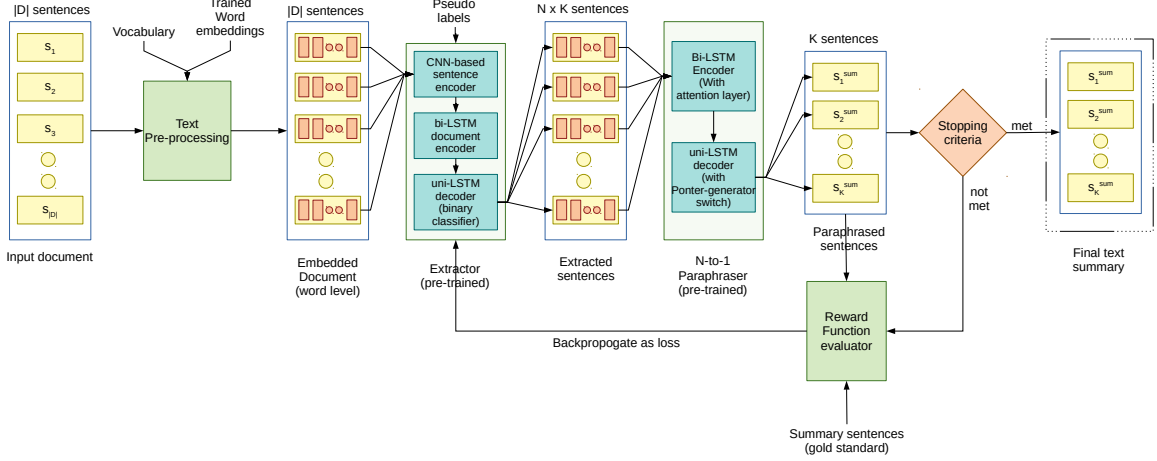 |D| sentences
s1
s2
s3
s|D|
Input document
Vocabulary
Trained
Word
embeddings
Text
Pre-processing
|D| sentences
Embedded
Document
(word level)
Pseudo
labels
CNN-based
sentence
encoder
bi-LSTM
document
encoder
uni-LSTM
decoder
(binary
classifier)
Extractor
(pre-trained)
N x K sentences
Extracted
sentences
Bi-LSTM
Encoder
(With
attention layer)
uni-LSTM
decoder
(with
Ponter-generator
switch)
N-to-1
Paraphraser
(pre-trained)
K sentences
s1sum
s2sum
sKsum
Paraphrased
sentences
Stopping
criteria
met
not
met
s1sum
s2sum
sKsum
Final text
summary
Reward
Function
evaluator
Backpropogate as loss
Summary sentences
(gold standard)